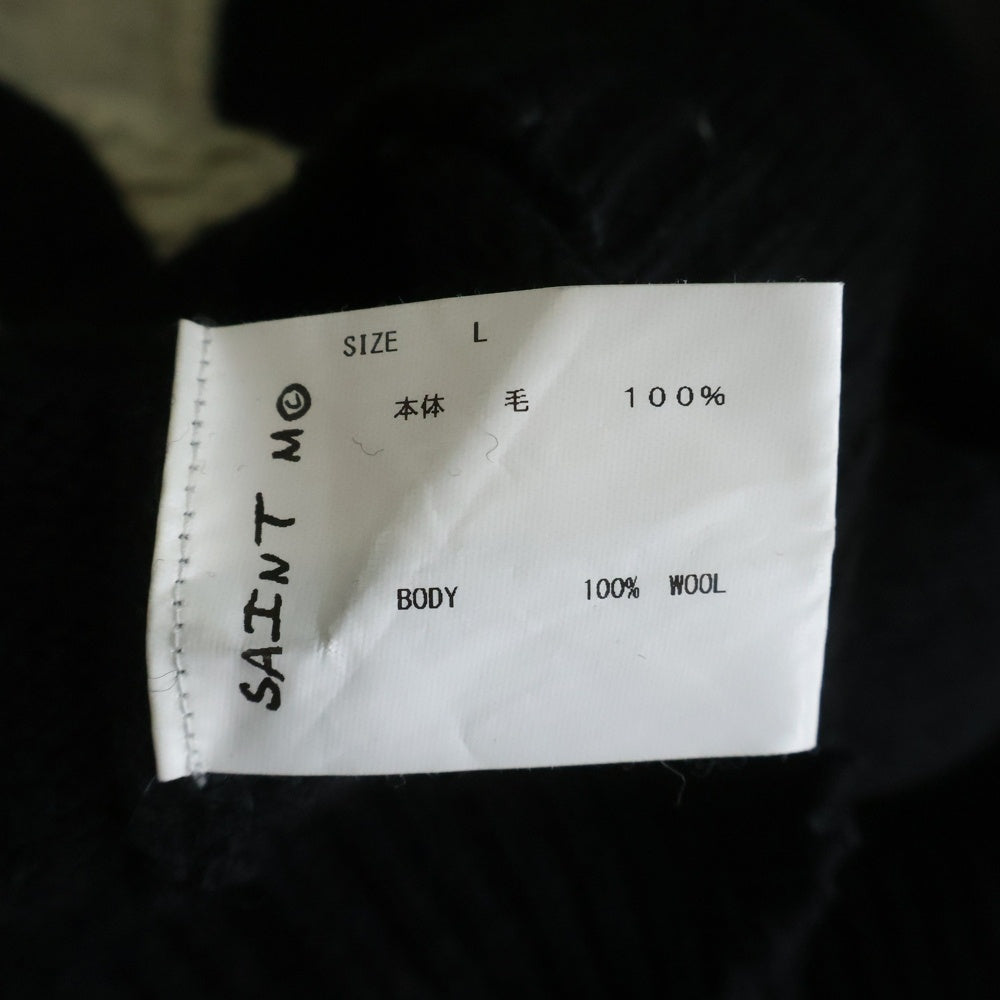 SIZE L
本体 毛 １００％
BODY 100% WOOL
SAINT M©